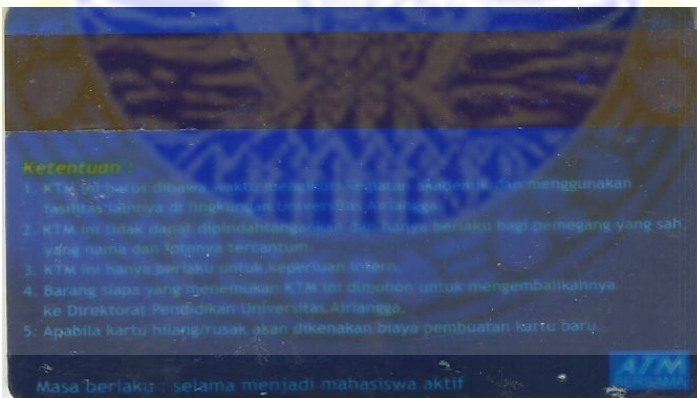 Ketentuan :
1. KTM ini harus dibawa waktu mengikuti kegiatan akademik dan menggunakan
fasilitas lainnya di lingkungan Universitas Airlangga.
2. KTM ini tidak dapat dipindahtangankan dan hanya berlaku bagi pemegang yang sah,
yang nama dan fotonya tercantum.
3. KTM ini hanya berlaku untuk keperluan intern.
4. Barang siapa yang menemukan KTM ini dimohon untuk mengembalikahnya
ke Direktorat Pendidikan Universitas Airlangga.
5. Apabila kartu hilang/rusak akan dikenakan biaya pembuatan kartu baru.
Masa berlaku : selama menjadi mahasiswa aktif
ATM
BERSAMA